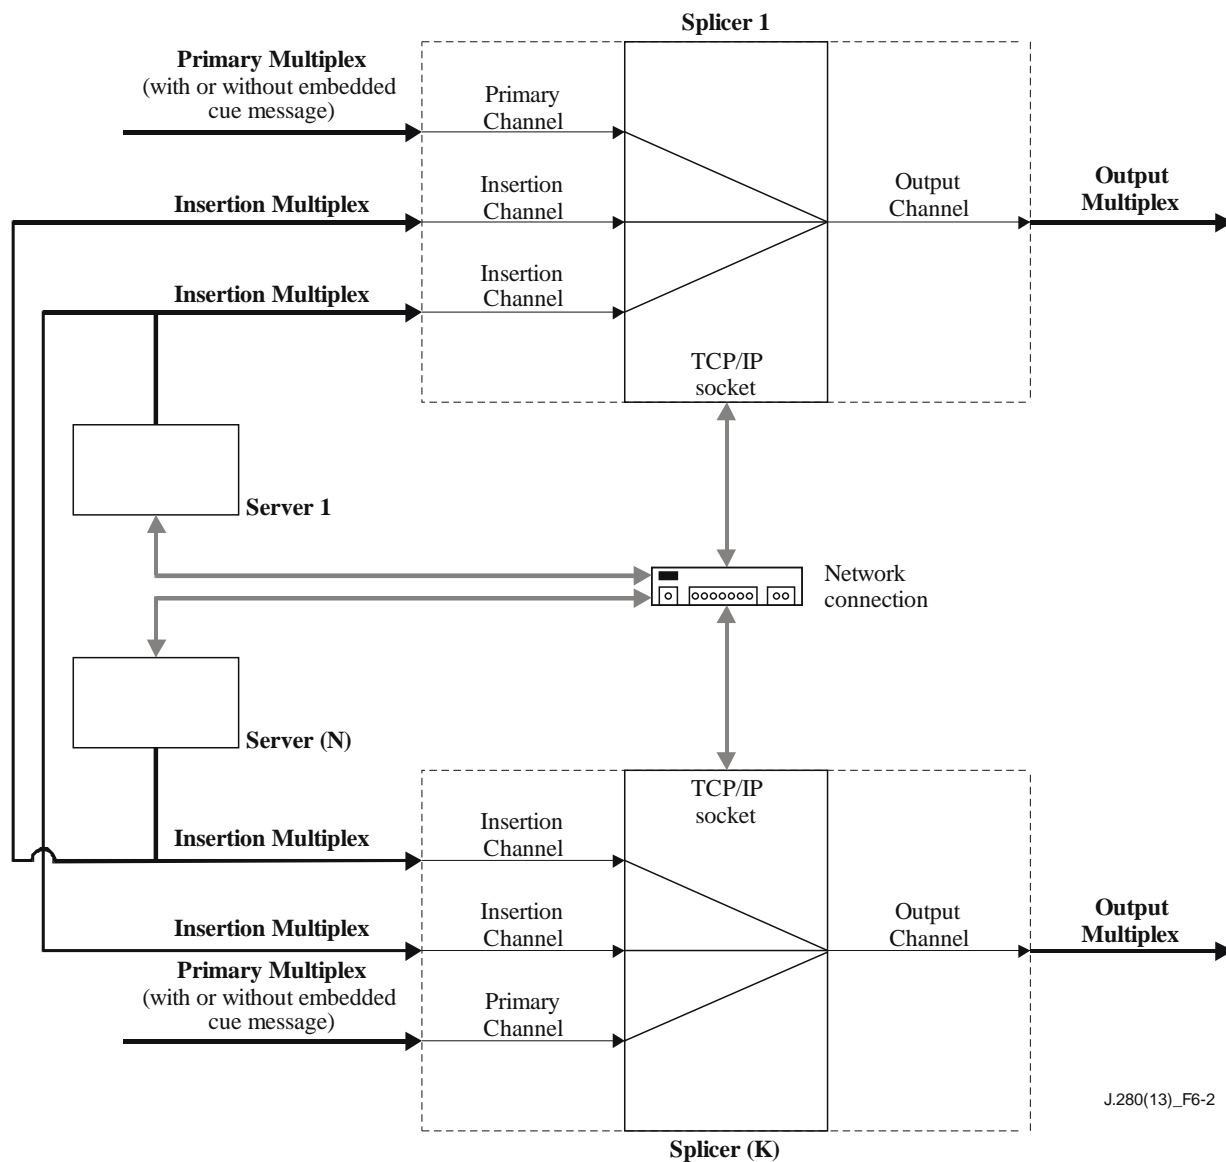 Splicer 1
Primary Multiplex
(with or without embedded
cue message)
Primary
Channel
Insertion Multiplex
Insertion
Channel
Output
Channel
Output
Multiplex
Insertion Multiplex
Insertion
Channel
TCP/IP
socket
Server 1
Network
connection
Server (N)
TCP/IP
socket
Insertion Multiplex
Insertion
Channel
Insertion Multiplex
Insertion
Channel
Output
Channel
Output
Multiplex
Primary Multiplex
(with or without embedded
cue message)
Primary
Channel
J.280(13)_F6-2
Splicer (K)